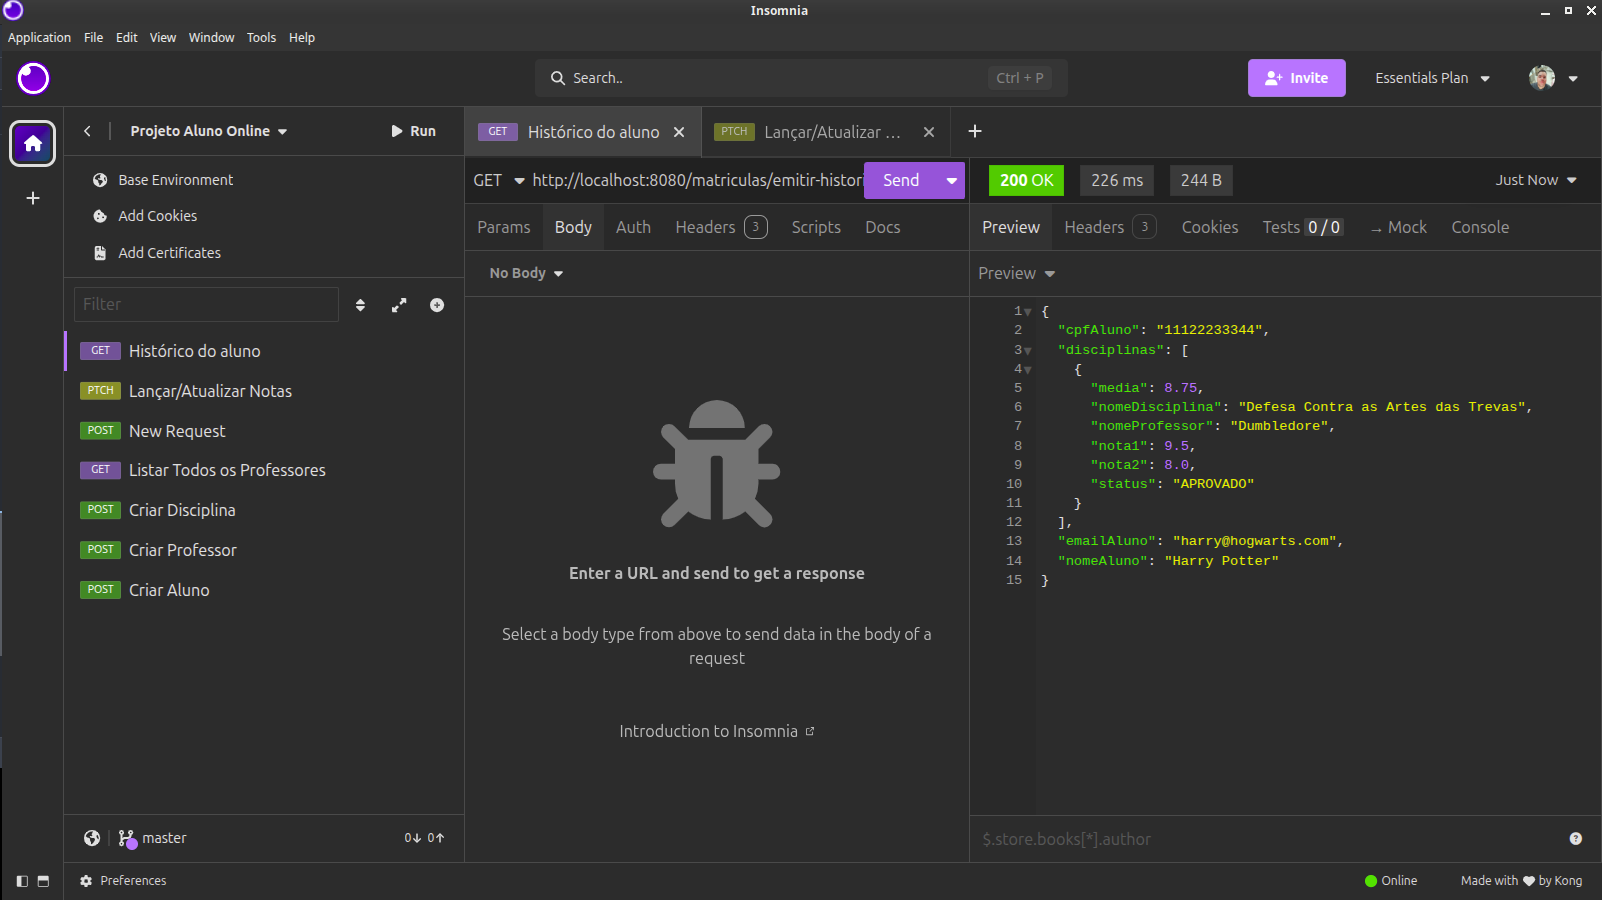 Insomnia
Application File Edit View Window Tools Help
Search.. Ctrl + P
Invite
Essentials Plan
Projeto Aluno Online
Run
GET Histórico do aluno
PTCH Lançar/Atualizar ...
Base Environment
Add Cookies
Add Certificates
Filter
GET Histórico do aluno
PTCH Lançar/Atualizar Notas
POST New Request
GET Listar Todos os Professores
POST Criar Disciplina
POST Criar Professor
POST Criar Aluno
master
0↓ 0↑
Preferences
GET http://localhost:8080/matriculas/emitir-histori
Send
Params Body Auth Headers 3 Scripts Docs
No Body
Enter a URL and send to get a response
Select a body type from above to send data in the body of a
request
Introduction to Insomnia
200 OK 226 ms 244 B
Just Now
Preview Headers 3 Cookies Tests 0 / 0 → Mock Console
Preview
1 {
2 "cpfAluno": "11122233344",
3 "disciplinas": [
4 {
5 "media": 8.75,
6 "nomeDisciplina": "Defesa Contra as Artes das Trevas",
7 "nomeProfessor": "Dumbledore",
8 "nota1": 9.5,
9 "nota2": 8.0,
10 "status": "APROVADO"
11 }
12 ],
13 "emailAluno": "harry@hogwarts.com",
14 "nomeAluno": "Harry Potter"
15 }
$.store.books[*].author
Online
Made with ♥ by Kong